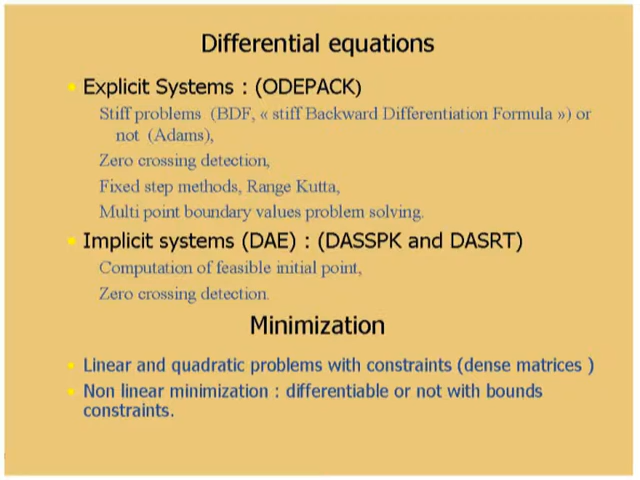 Differential equations
Explicit Systems : (ODEPACK)
Stiff problems (BDF, « stiff Backward Differentiation Formula ») or
not (Adams),
Zero crossing detection,
Fixed step methods, Range Kutta,
Multi point boundary values problem solving.
Implicit systems (DAE) : (DASSPK and DASRT)
Computation of feasible initial point,
Zero crossing detection.
Minimization
Linear and quadratic problems with constraints (dense matrices )
Non linear minimization : differentiable or not with bounds
constraints.